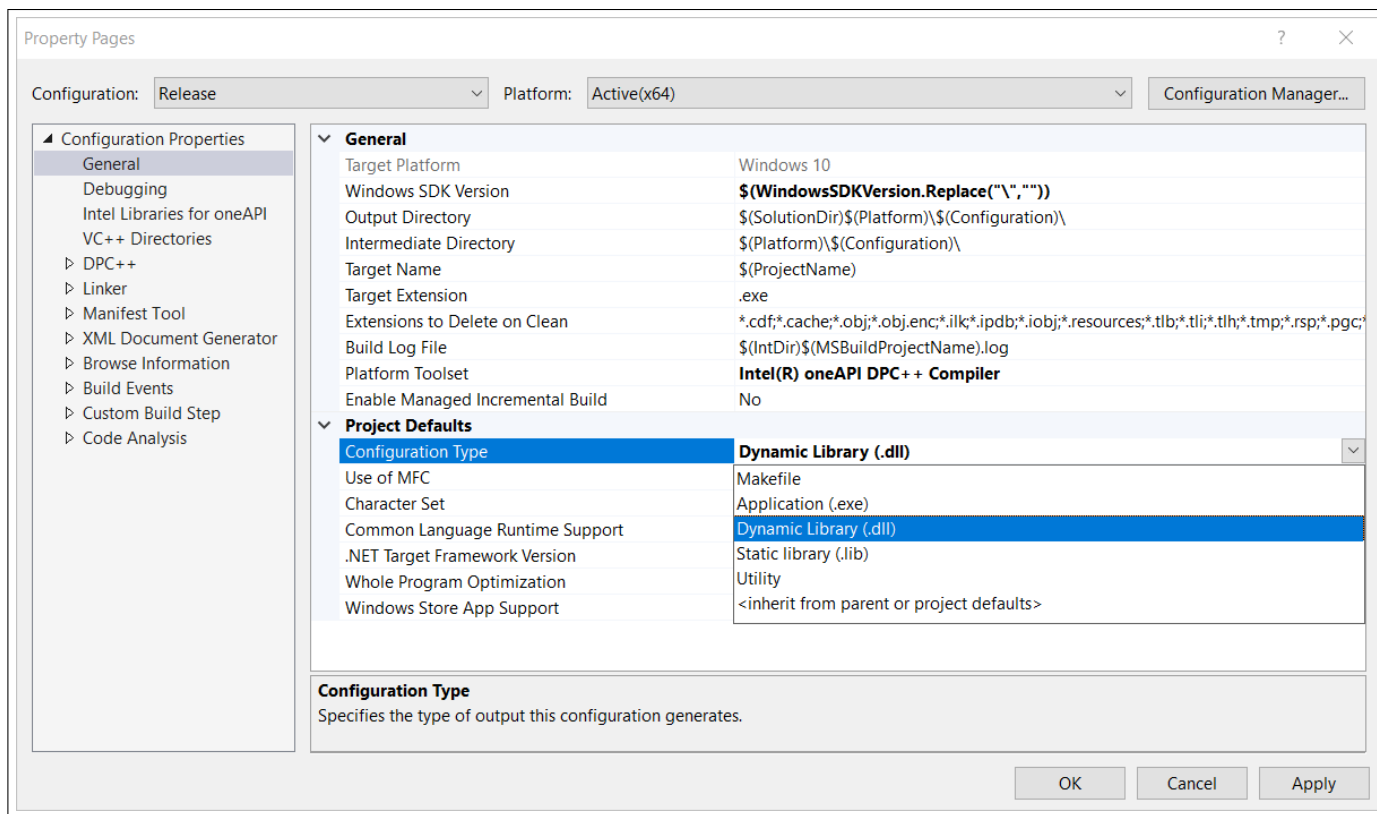 Property Pages
Configuration: Release Platform: Active(x64) Configuration Manager...
Configuration Properties
General
Debugging
Intel Libraries for oneAPI
VC++ Directories
DPC++
Linker
Manifest Tool
XML Document Generator
Browse Information
Build Events
Custom Build Step
Code Analysis
General
Target Platform Windows 10
Windows SDK Version $(WindowsSDKVersion.Replace("\",""))
Output Directory $(SolutionDir)$(Platform)\$(Configuration)\
Intermediate Directory $(Platform)\$(Configuration)\
Target Name $(ProjectName)
Target Extension .exe
Extensions to Delete on Clean *.cdf;*.cache;*.obj;*.obj.enc;*.ilk;*.ipdb;*.iobj;*.resources;*.tlb;*.tli;*.tlh;*.tmp;*.rsp;*.pgc;*
Build Log File $(IntDir)$(MSBuildProjectName).log
Platform Toolset Intel(R) oneAPI DPC++ Compiler
Enable Managed Incremental Build No
Project Defaults
Configuration Type Dynamic Library (.dll)
Use of MFC
Character Set
Common Language Runtime Support
.NET Target Framework Version
Whole Program Optimization
Windows Store App Support
Makefile
Application (.exe)
Dynamic Library (.dll)
Static library (.lib)
Utility
<inherit from parent or project defaults>
Configuration Type
Specifies the type of output this configuration generates.
OK Cancel Apply